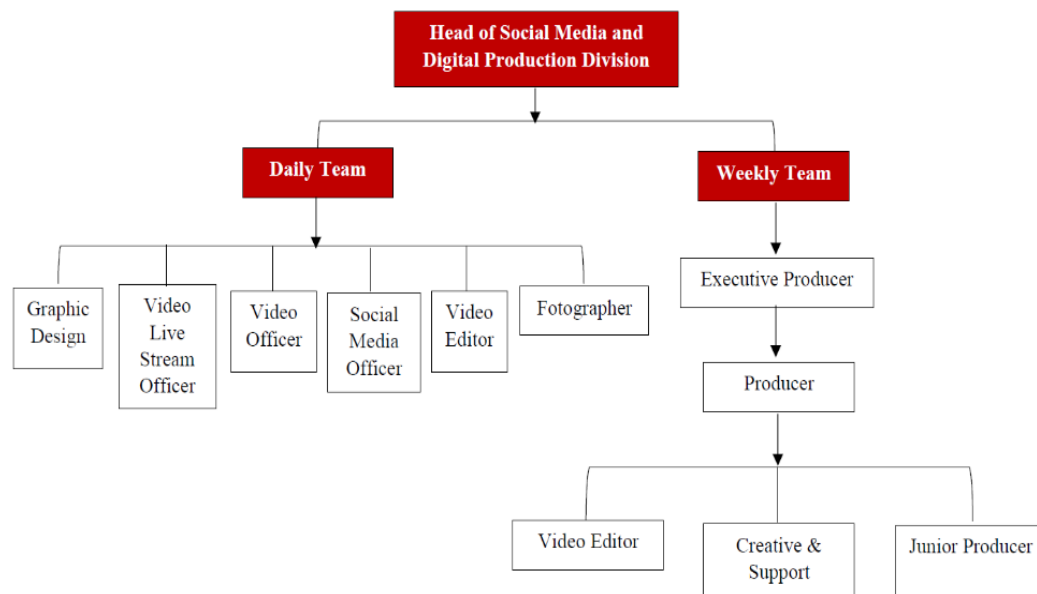 Head of Social Media and
Digital Production Division
Daily Team
Weekly Team
Executive Producer
Graphic
Design
Video
Live
Stream
Officer
Video
Officer
Social
Media
Officer
Video
Editor
Fotographer
Producer
Video Editor
Creative &
Support
Junior Producer